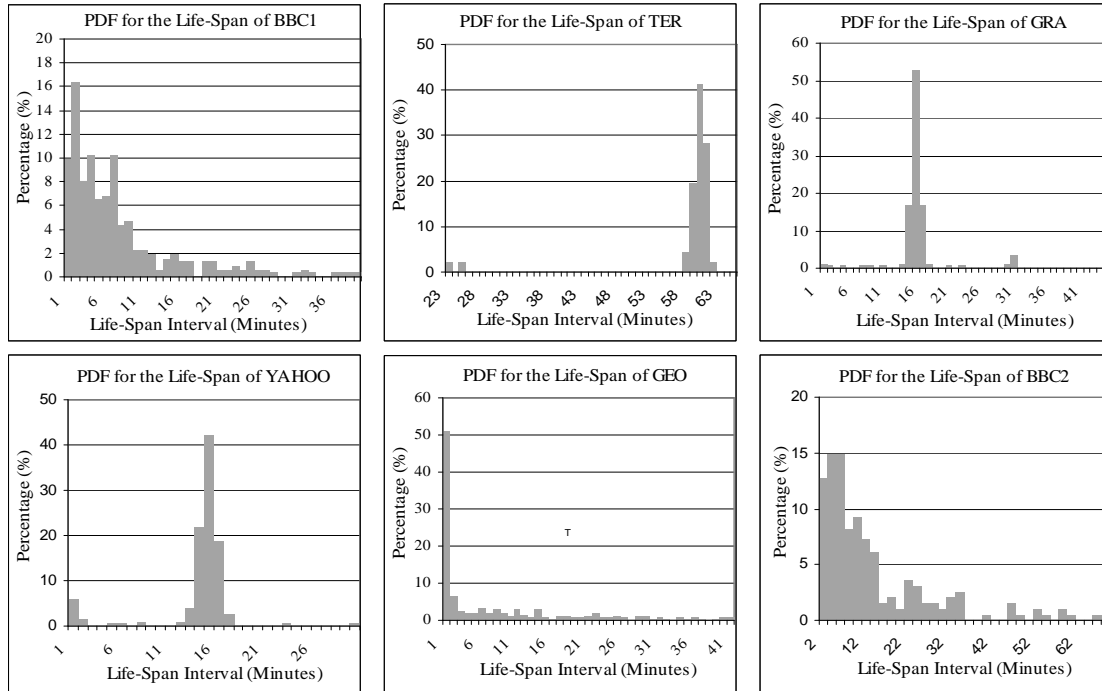 PDF for the Life-Span of BBC1
Percentage (%)
20
18
16
14
12
10
8
6
4
2
0
1 6 11 16 21 26 31 36
Life-Span Interval (Minutes)
PDF for the Life-Span of TER
Percentage (%)
50
40
30
20
10
0
23 28 33 38 43 48 53 58 63
Life-Span Interval (Minutes)
PDF for the Life-Span of GRA
Percentage (%)
60
50
40
30
20
10
0
1 6 11 16 21 26 31 36 41
Life-Span Interval (Minutes)
PDF for the Life-Span of YAHOO
Percentage (%)
50
40
30
20
10
0
1 6 11 16 21 26
Life-Span Interval (Minutes)
PDF for the Life-Span of GEO
Percentage (%)
60
50
40
30
20
10
0
T
1 6 11 16 21 26 31 36 41
Life-Span Interval (Minutes)
PDF for the Life-Span of BBC2
Percentage (%)
20
15
10
5
0
2 12 22 32 42 52 62
Life-Span Interval (Minutes)